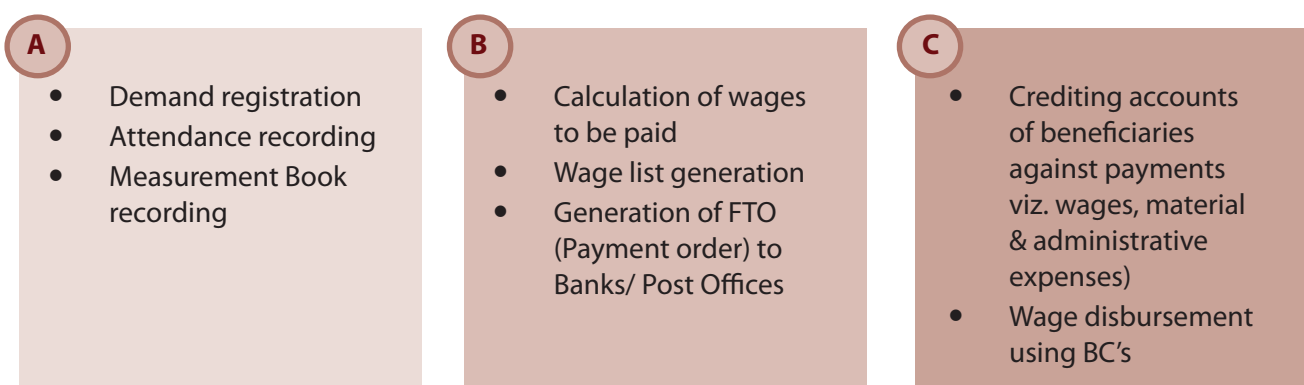 A
• Demand registration
• Attendance recording
• Measurement Book
recording
B
• Calculation of wages
to be paid
• Wage list generation
• Generation of FTO
(Payment order) to
Banks/ Post Offices
C
• Crediting accounts
of beneficiaries
against payments
viz. wages, material
& administrative
expenses)
• Wage disbursement
using BC’s